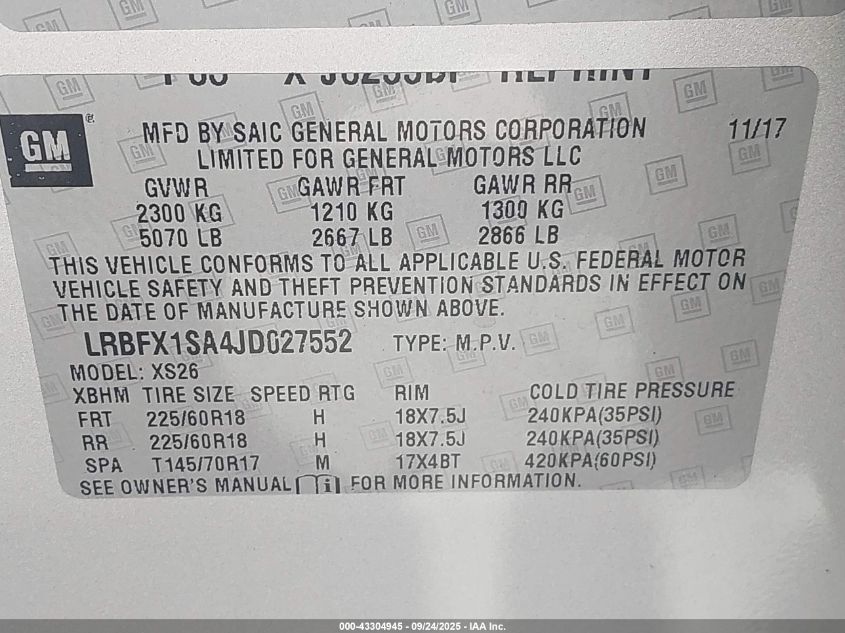 REPRINT
GM
MFD BY SAIC GENERAL MOTORS CORPORATION 11/17
LIMITED FOR GENERAL MOTORS LLC
GVWR GAWR FRT GAWR RR
2300 KG 1210 KG 1300 KG
5070 LB 2667 LB 2866 LB
THIS VEHICLE CONFORMS TO ALL APPLICABLE U.S. FEDERAL MOTOR
VEHICLE SAFETY AND THEFT PREVENTION STANDARDS IN EFFECT ON
THE DATE OF MANUFACTURE SHOWN ABOVE.
LRBFX1SA4JD027552 TYPE: M.P.V.
MODEL: XS26
XBHM TIRE SIZE SPEED RTG RIM COLD TIRE PRESSURE
FRT 225/60R18 H 18X7.5J 240KPA(35PSI)
RR 225/60R18 H 18X7.5J 240KPA(35PSI)
SPA T145/70R17 M 17X4BT 420KPA(60PSI)
SEE OWNER'S MANUAL FOR MORE INFORMATION.
000-43304945 - 09/24/2025 - IAA Inc.